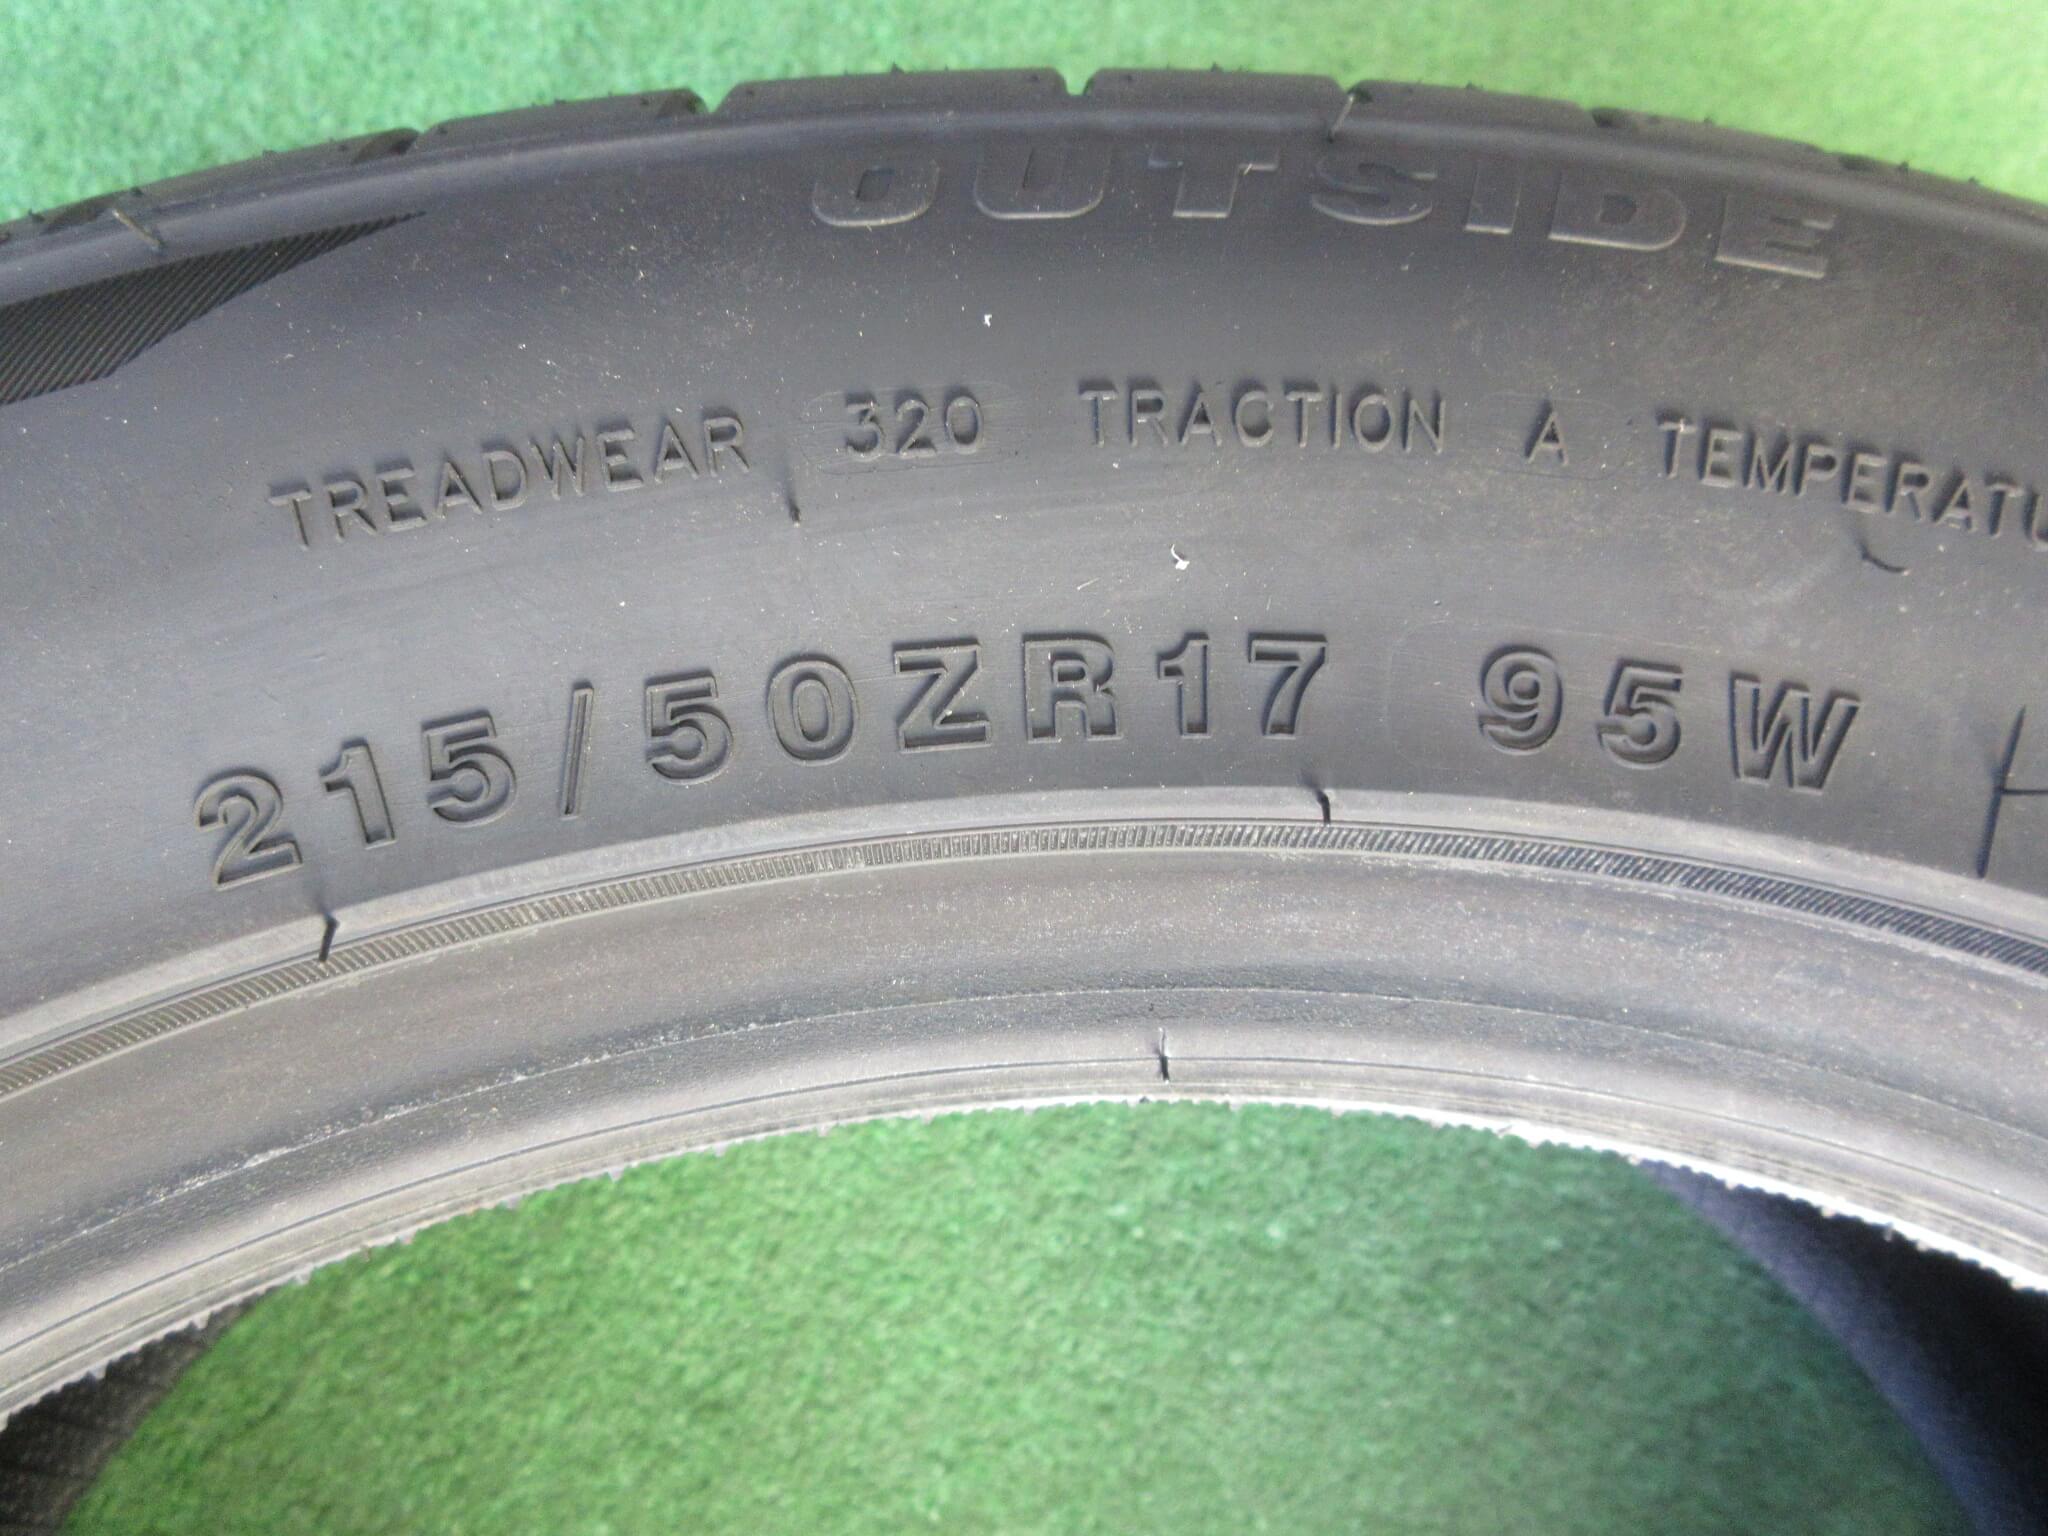 OUTSIDE
TREADWEAR 320 TRACTION A TEMPERATU
215/50ZR17 95W